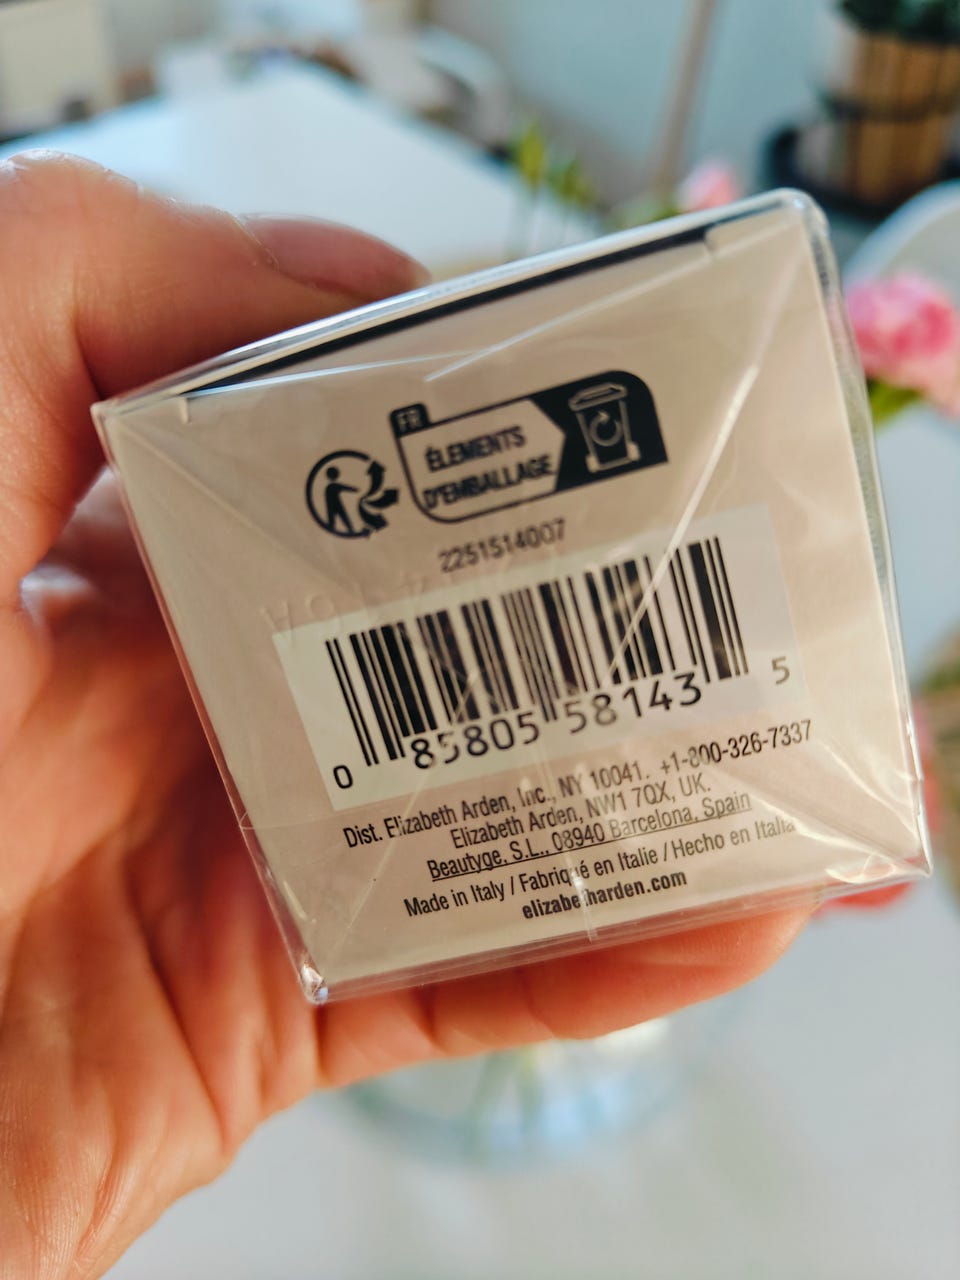 FR
ÉLEMENTS
D'EMBALLAGE
2251514007
0 85805 58143 5
Dist. Elizabeth Arden, Inc., NY 10041. +1-800-326-7337
Elizabeth Arden, NW1 7QX, UK.
Beautyge, S.L., 08940 Barcelona, Spain
Made in Italy / Fabriqué en Italie / Hecho en Italia
elizabetharden.com